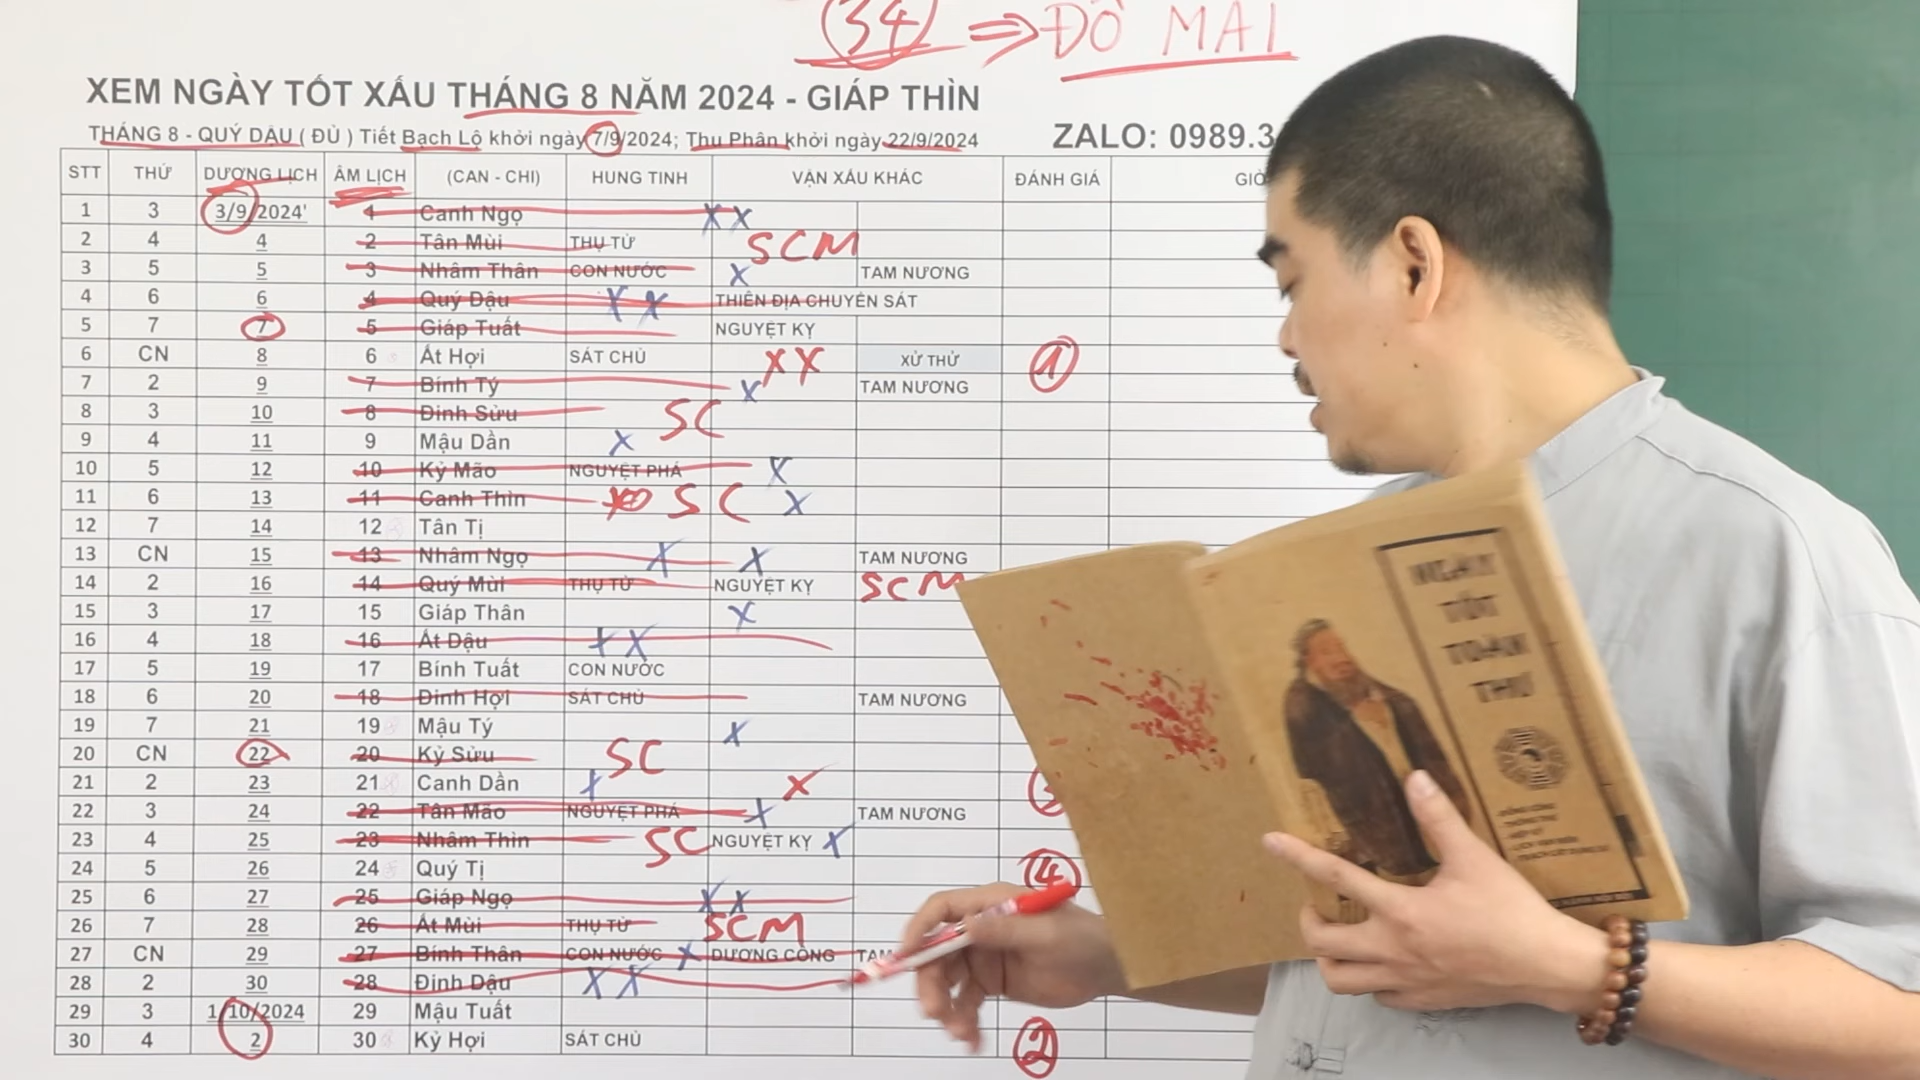 34 ⇒ ĐỔ MAI
XEM NGÀY TỐT XẤU THÁNG 8 NĂM 2024 - GIÁP THÌN
THÁNG 8 - QUÝ DẬU ( ĐỦ ) Tiết Bạch Lộ khởi ngày 7/9/2024; Thu Phân khởi ngày 22/9/2024
ZALO: 0989.3
STT THỨ DƯƠNG LỊCH ÂM LỊCH (CAN - CHI) HUNG TINH VẬN XẤU KHÁC ĐÁNH GIÁ GIỜ
1 3 3/9/2024' 1 Canh Ngọ X X
2 4 4 2 Tân Mùi THỤ TỬ SCM
3 5 5 3 Nhâm Thân CON NƯỚC X TAM NƯƠNG
4 6 6 4 Quý Dậu X X THIÊN ĐỊA CHUYÊN SÁT
5 7 7 5 Giáp Tuất NGUYỆT KỴ
6 CN 8 6 Ất Hợi SÁT CHỦ X X XỬ THỬ 1
7 2 9 7 Bính Tý X TAM NƯƠNG
8 3 10 8 Đinh Sửu SC
9 4 11 9 Mậu Dần X
10 5 12 10 Kỷ Mão NGUYỆT PHÁ X
11 6 13 11 Canh Thìn SC X
12 7 14 12 Tân Tị
13 CN 15 13 Nhâm Ngọ X X TAM NƯƠNG
14 2 16 14 Quý Mùi THỤ TỬ NGUYỆT KỴ SCM
15 3 17 15 Giáp Thân X
16 4 18 16 Ất Dậu X X
17 5 19 17 Bính Tuất CON NƯỚC
18 6 20 18 Đinh Hợi SÁT CHỦ TAM NƯƠNG
19 7 21 19 Mậu Tý X
20 CN 22 20 Kỷ Sửu SC
21 2 23 21 Canh Dần X X
22 3 24 22 Tân Mão NGUYỆT PHÁ X TAM NƯƠNG
23 4 25 23 Nhâm Thìn SC NGUYỆT KỴ X
24 5 26 24 Quý Tị 4
25 6 27 25 Giáp Ngọ X X
26 7 28 26 Ất Mùi THỤ TỬ SCM
27 CN 29 27 Bính Thân CON NƯỚC X DƯƠNG CÔNG TAM
28 2 30 28 Đinh Dậu X X
29 3 1/10/2024 29 Mậu Tuất
30 4 2 30 Kỷ Hợi SÁT CHỦ 2
NGÀY
TỐT
TOÀN
THƯ